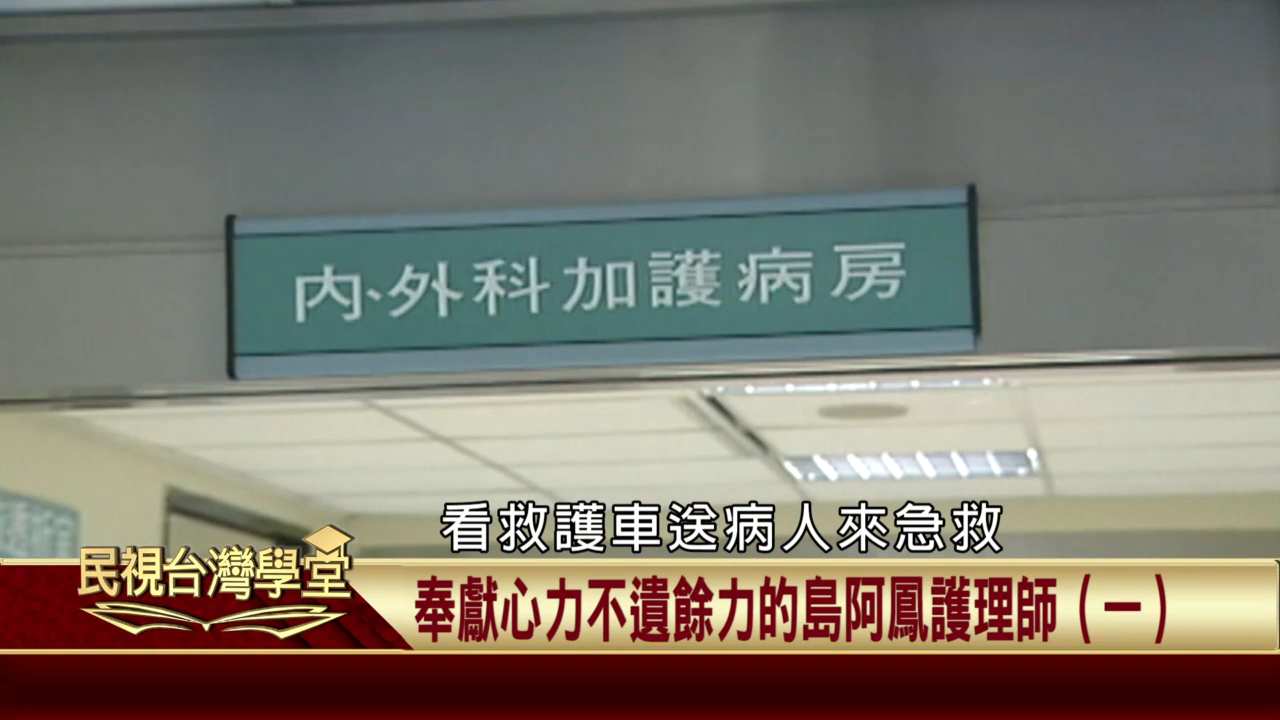 內、外科加護病房
看救護車送病人來急救
民視台灣學堂
奉獻心力不遺餘力的島阿鳳護理師（一）